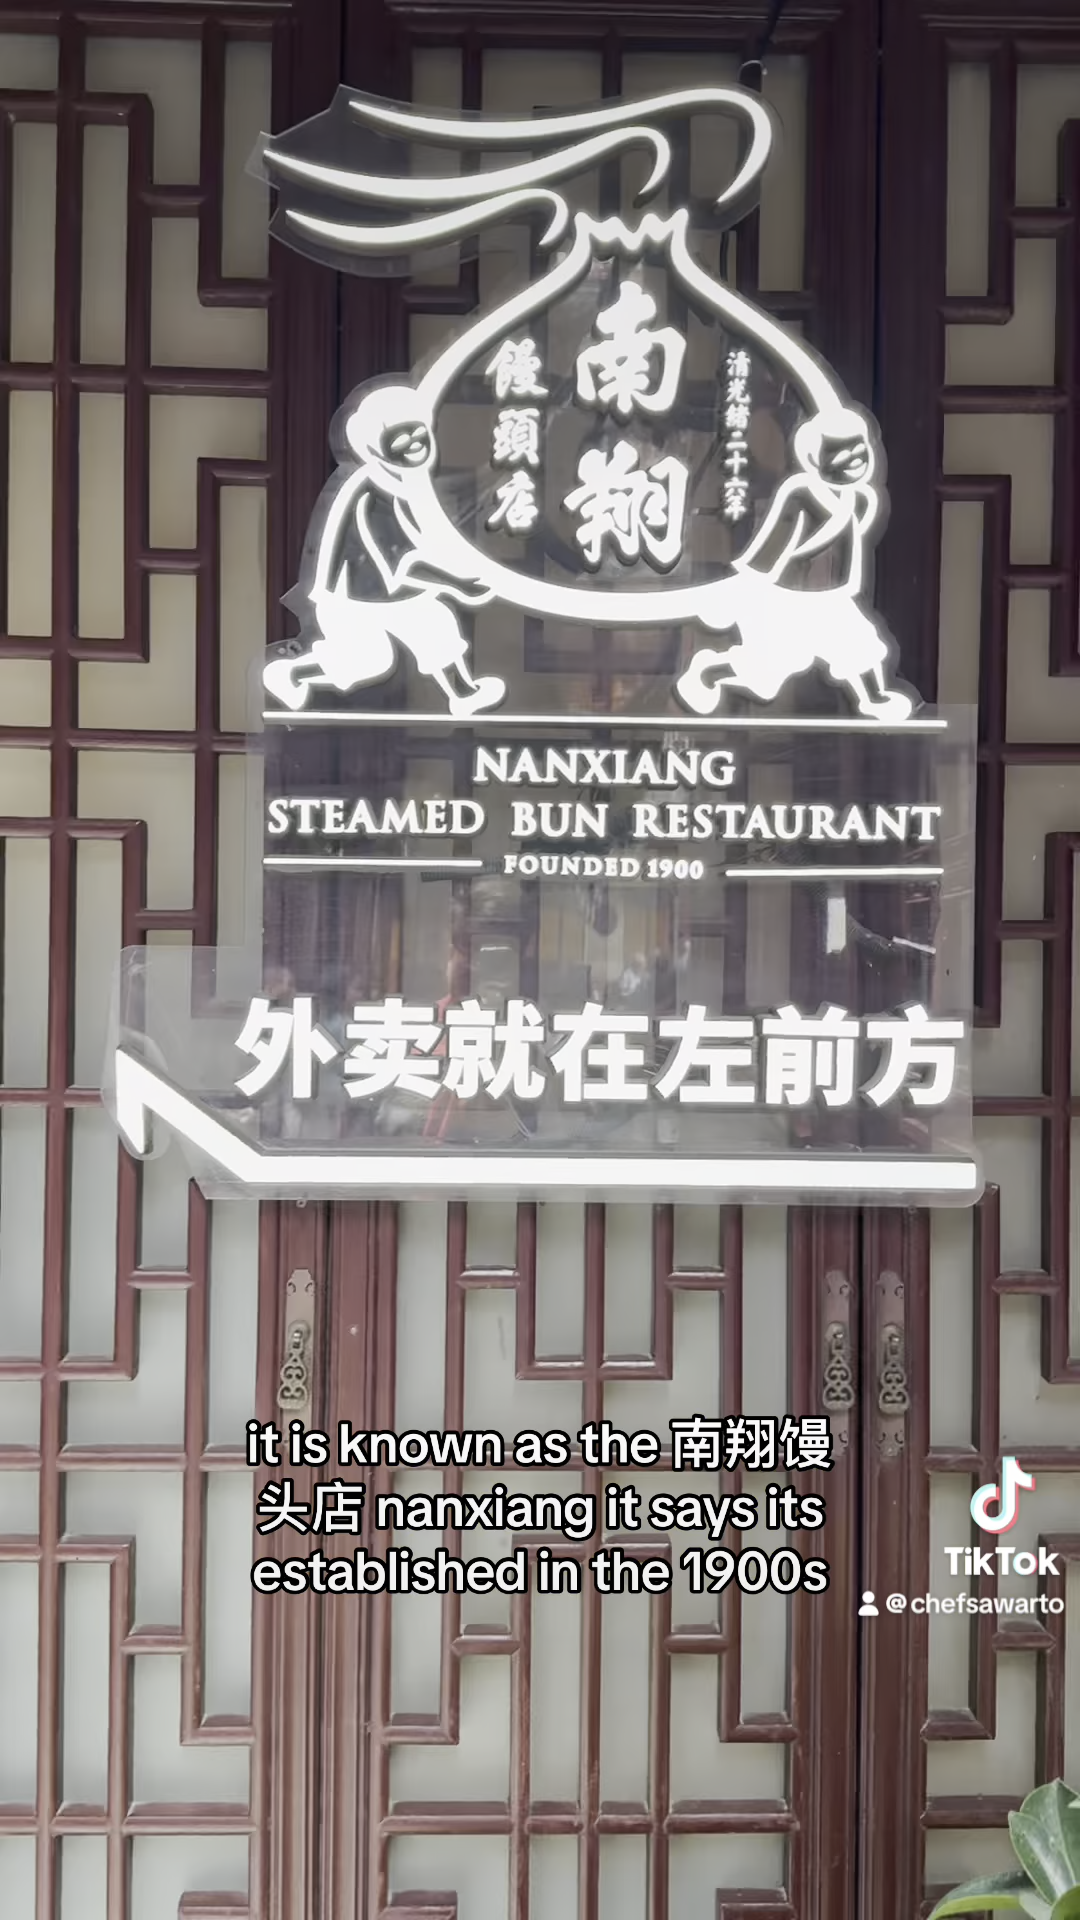 南翔
饅頭店
清光绪二十六年
NANXIANG
STEAMED BUN RESTAURANT
FOUNDED 1900
外卖就在左前方
it is known as the 南翔馒
头店 nanxiang it says its
established in the 1900s
TikTok
@chefsawarto